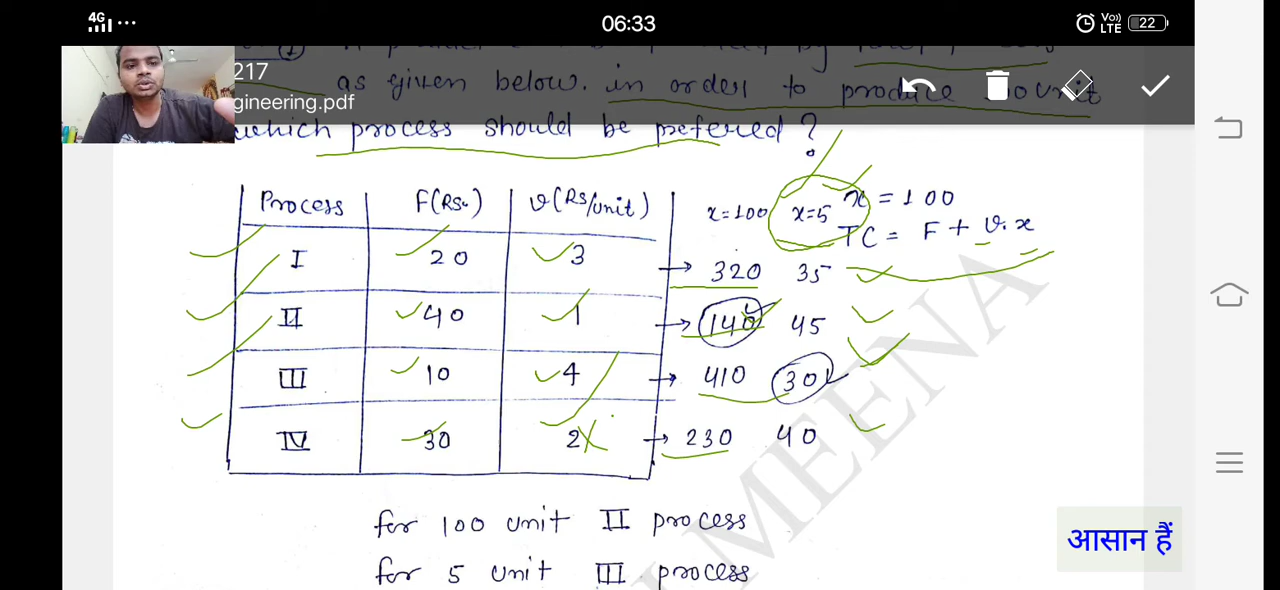 4G 06:33 Vo)) LTE 22
217
gineering.pdf
as given below. in order to produce unit
which process should be prefered ?
Process F(Rs.) v(Rs/unit) x=100 x=5 x = 100
TC = F + v.x
I 20 3 → 320 35
II 40 1 → 140 45
III 10 4 → 410 30
IV 30 2 → 230 40
for 100 unit II process
for 5 unit III process
MEENA
आसान हैं